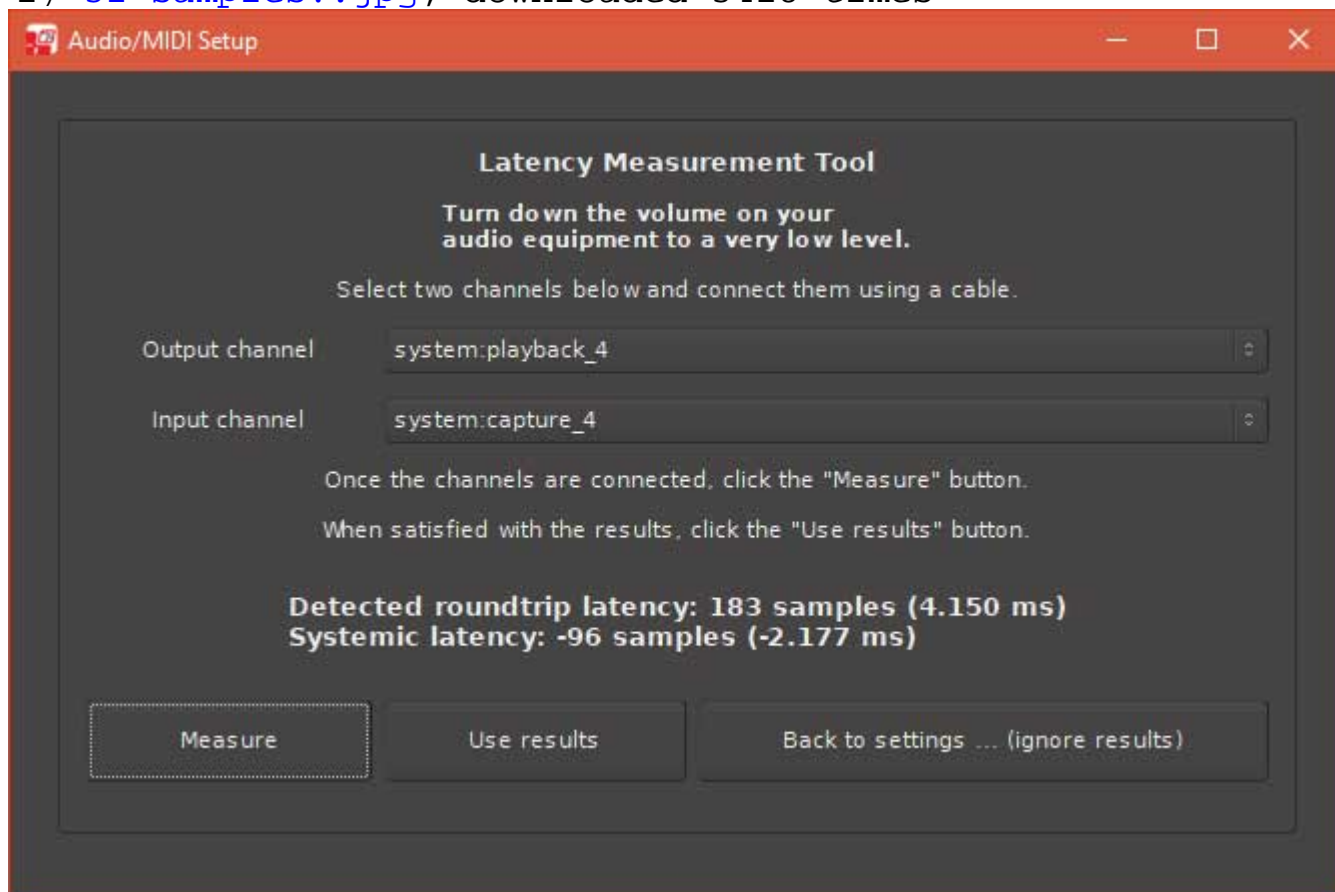 Audio/MIDI Setup
Latency Measurement Tool
Turn down the volume on your
audio equipment to a very low level.
Select two channels below and connect them using a cable.
Output channel system:playback_4
Input channel system:capture_4
Once the channels are connected, click the "Measure" button.
When satisfied with the results, click the "Use results" button.
Detected roundtrip latency: 183 samples (4.150 ms)
Systemic latency: -96 samples (-2.177 ms)
Measure Use results Back to settings ... (ignore results)